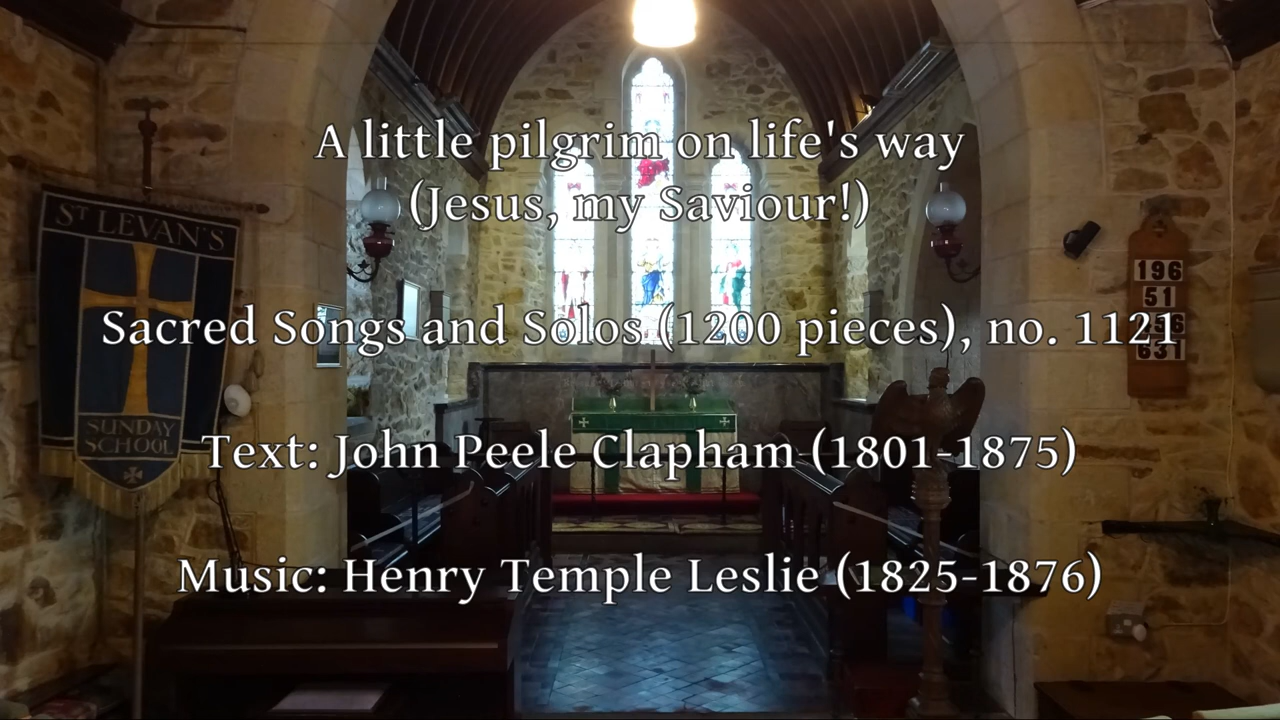 A little pilgrim on life's way
(Jesus, my Saviour!)
Sacred Songs and Solos (1200 pieces), no. 1121
Text: John Peele Clapham (1801-1875)
Music: Henry Temple Leslie (1825-1876)
ST LEVAN'S
SUNDAY
SCHOOL
196
51
631